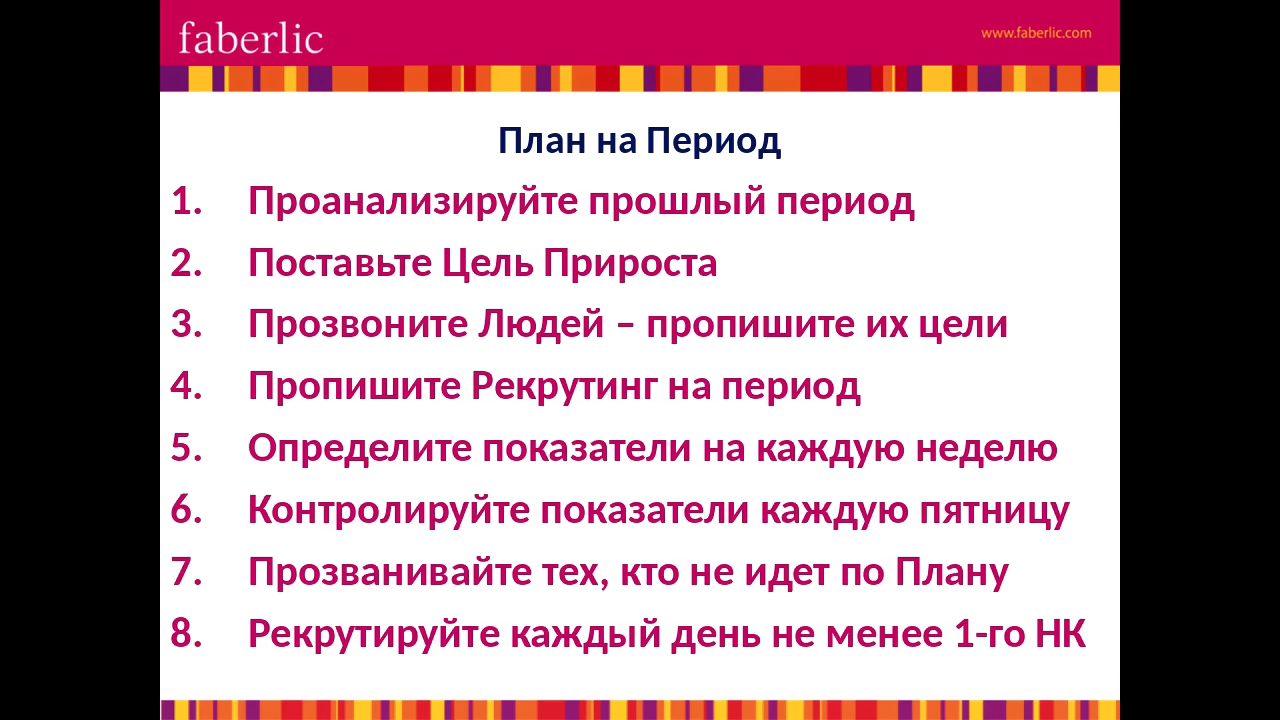 faberlic
www.faberlic.com
План на Период
1. Проанализируйте прошлый период
2. Поставьте Цель Прироста
3. Прозвоните Людей – пропишите их цели
4. Пропишите Рекрутинг на период
5. Определите показатели на каждую неделю
6. Контролируйте показатели каждую пятницу
7. Прозванивайте тех, кто не идет по Плану
8. Рекрутируйте каждый день не менее 1-го НК